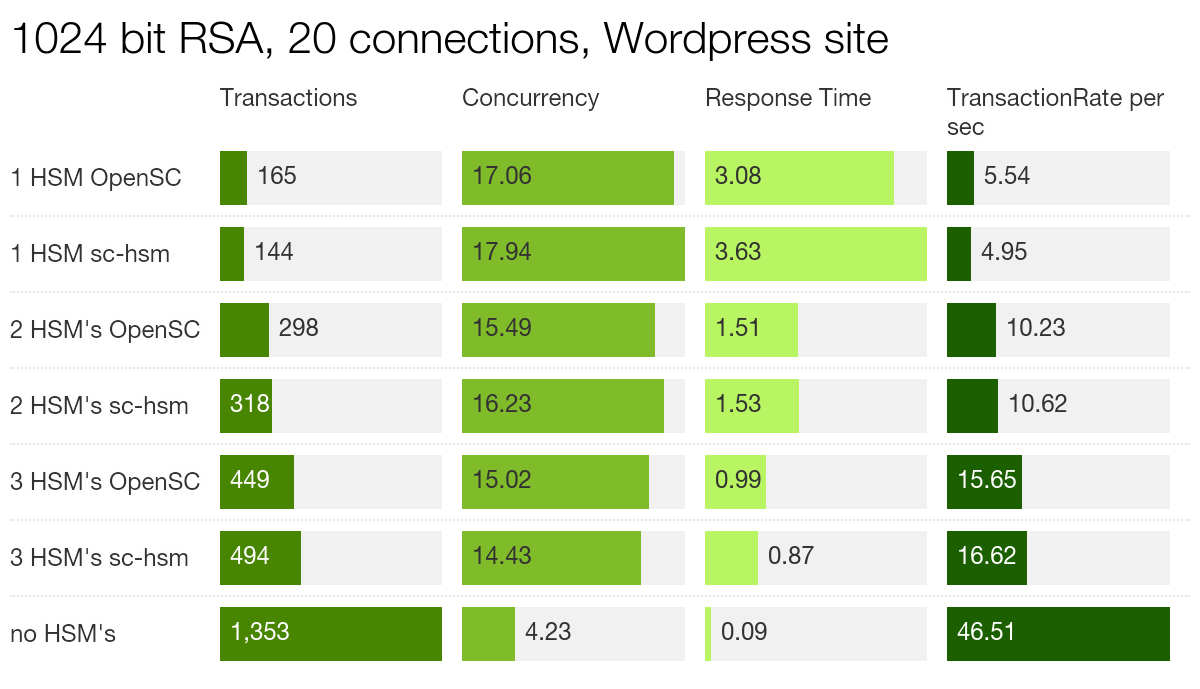 1024 bit RSA, 20 connections, Wordpress site
Transactions Concurrency Response Time TransactionRate per
sec
1 HSM OpenSC 165 17.06 3.08 5.54
1 HSM sc-hsm 144 17.94 3.63 4.95
2 HSM's OpenSC 298 15.49 1.51 10.23
2 HSM's sc-hsm 318 16.23 1.53 10.62
3 HSM's OpenSC 449 15.02 0.99 15.65
3 HSM's sc-hsm 494 14.43 0.87 16.62
no HSM's 1,353 4.23 0.09 46.51